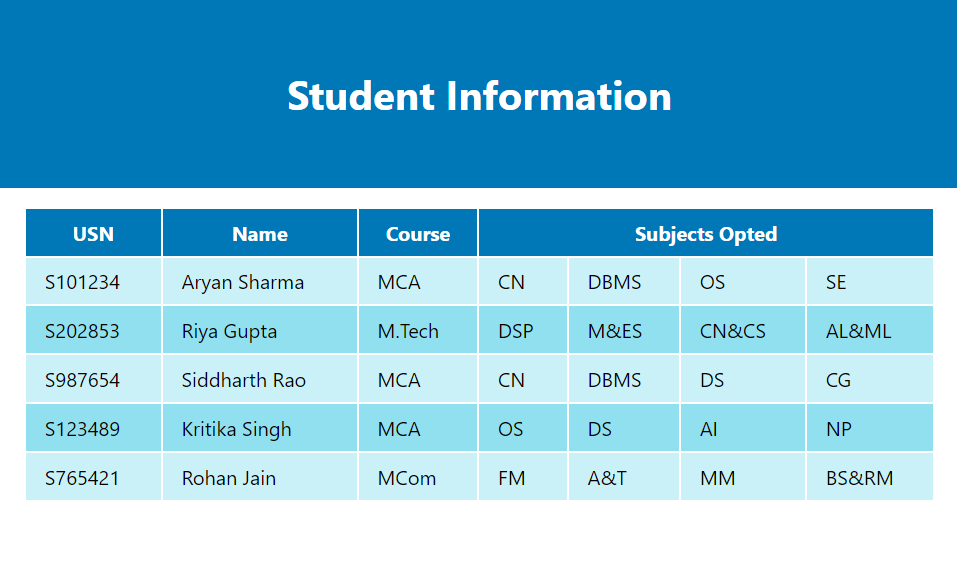 Student Information
USN Name Course Subjects Opted
S101234 Aryan Sharma MCA CN DBMS OS SE
S202853 Riya Gupta M.Tech DSP M&ES CN&CS AL&ML
S987654 Siddharth Rao MCA CN DBMS DS CG
S123489 Kritika Singh MCA OS DS AI NP
S765421 Rohan Jain MCom FM A&T MM BS&RM